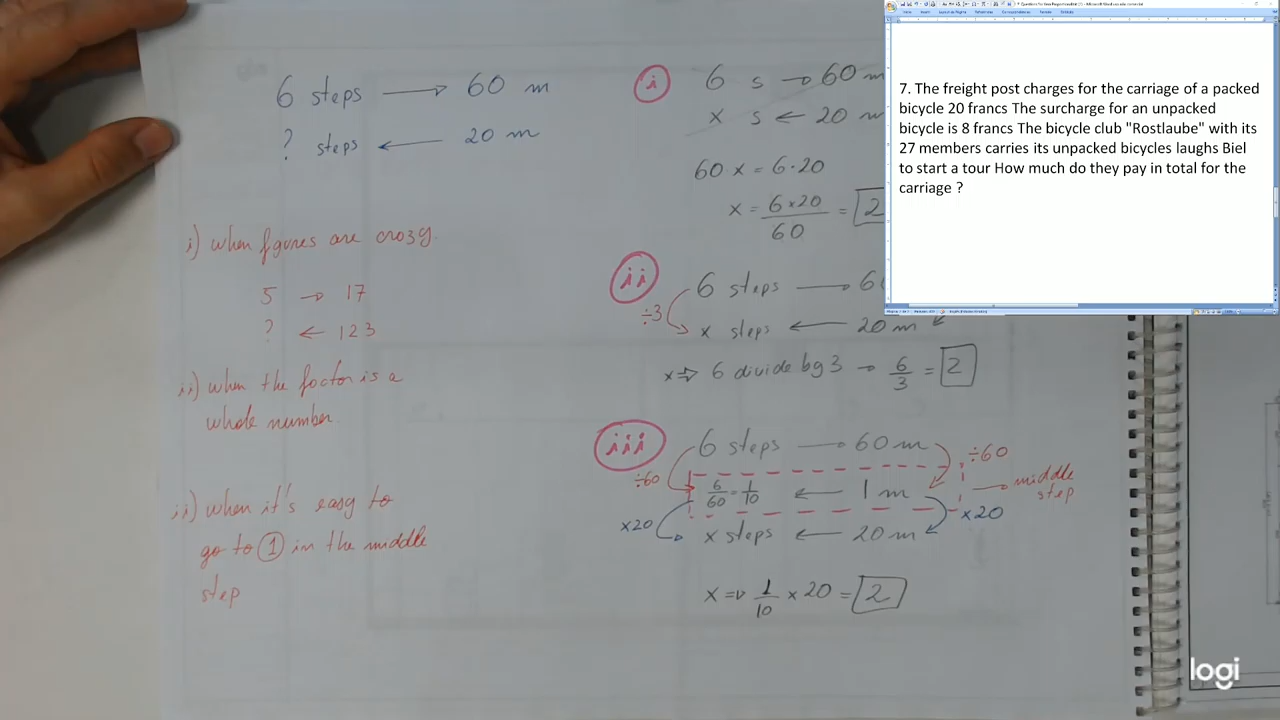 6 steps → 60 m
? steps ← 20 m
i) when fgures are crozy
5 → 17
? ← 123
ii) when the factor is a
whole number.
ii) when it's easy to
go to 1 in the middle
step
i
6 s → 60 m
x s ← 20 m
60 x = 6·20
x = 6×20 / 60 = 2
ii
6 steps → 6
÷3
x steps ← 20 m
x ⇒ 6 divide by 3 → 6/3 = 2
iii
6 steps → 60 m
÷60 ÷60
6/60 = 1/10 ← 1 m
middle
step
×20 ×20
x steps ← 20 m
x ⇒ 1/10 × 20 = 2
7. The freight post charges for the carriage of a packed
bicycle 20 francs The surcharge for an unpacked
bicycle is 8 francs The bicycle club "Rostlaube" with its
27 members carries its unpacked bicycles laughs Biel
to start a tour How much do they pay in total for the
carriage ?
logi